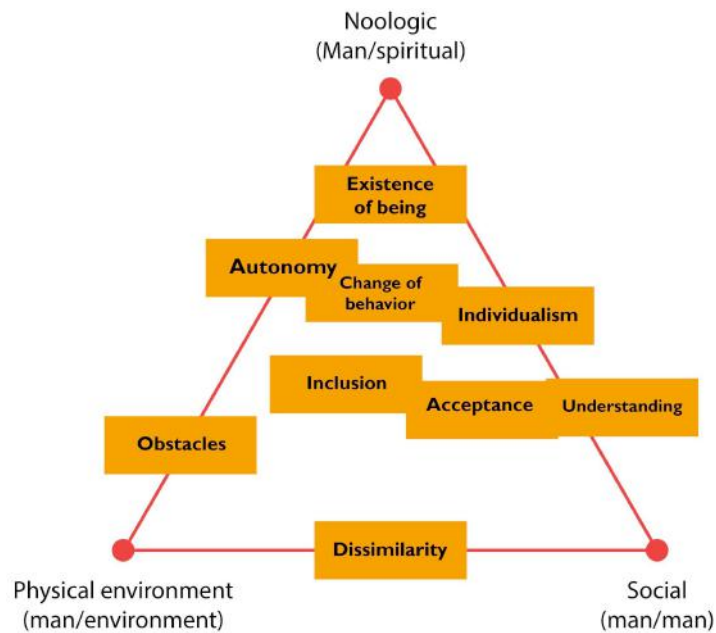 Noologic
(Man/spiritual)
Existence
of being
Autonomy
Change of
behavior
Individualism
Inclusion
Acceptance
Understanding
Obstacles
Dissimilarity
Physical environment
(man/environment)
Social
(man/man)